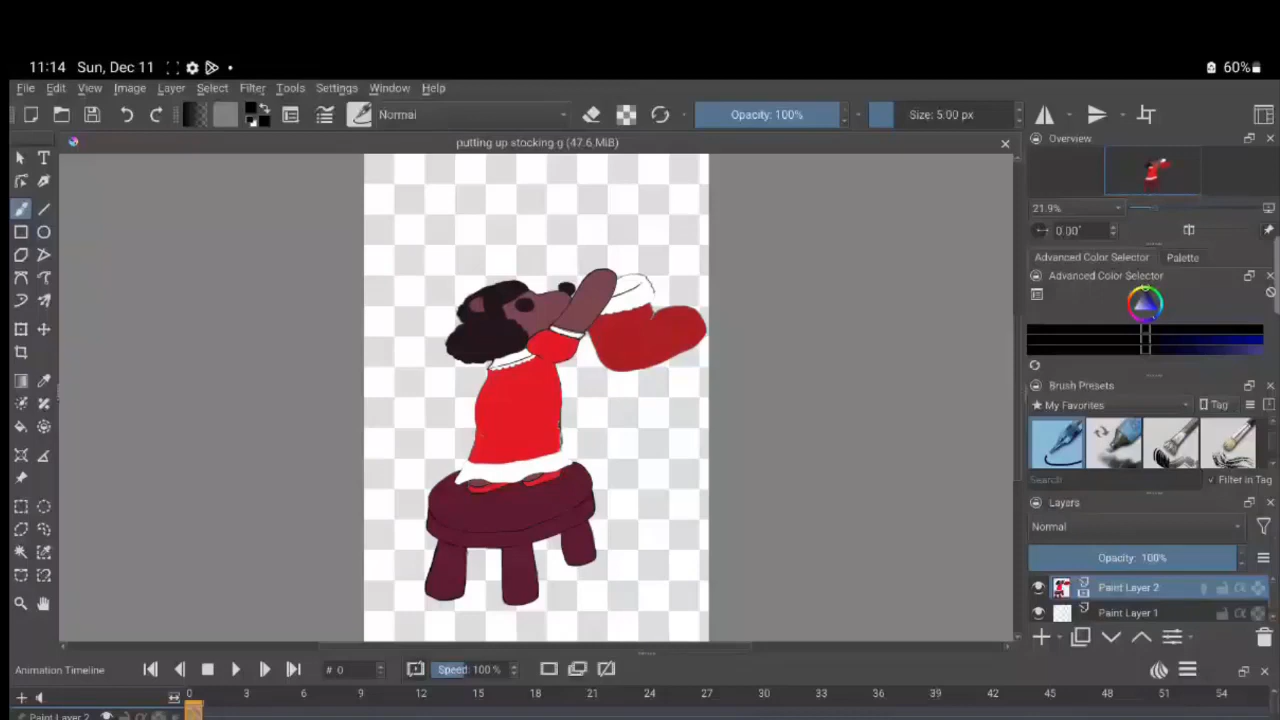 11:14 Sun, Dec 11
60%
File Edit View Image Layer Select Filter Tools Settings Window Help
Normal
Opacity: 100%
Size: 5.00 px
putting up stocking g (47.6 MiB)
Overview
21.9%
0.00°
Advanced Color Selector Palette
Advanced Color Selector
Brush Presets
My Favorites
Tag
Search
Filter in Tag
Layers
Normal
Opacity: 100%
Paint Layer 2
Paint Layer 1
Animation Timeline
# 0
Speed: 100 %
0 3 6 9 12 15 18 21 24 27 30 33 36 39 42 45 48 51 54
Paint Layer 2